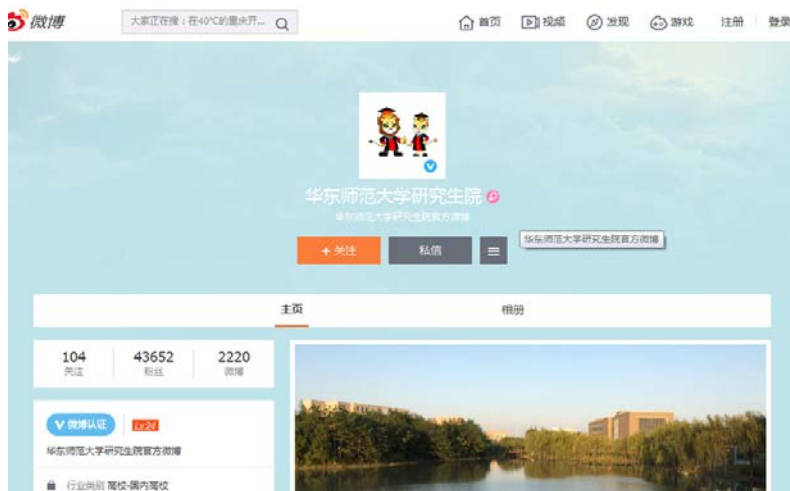 微博
大家正在搜：在40℃的重庆开...
首页 视频 发现 游戏 注册 登录
华东师范大学研究生院
华东师范大学研究生院官方微博
+ 关注 私信
华东师范大学研究生院官方微博
主页 相册
104 43652 2220
关注 粉丝 微博
V 微博认证 Lv.24
华东师范大学研究生院官方微博
行业类别 高校-国内高校